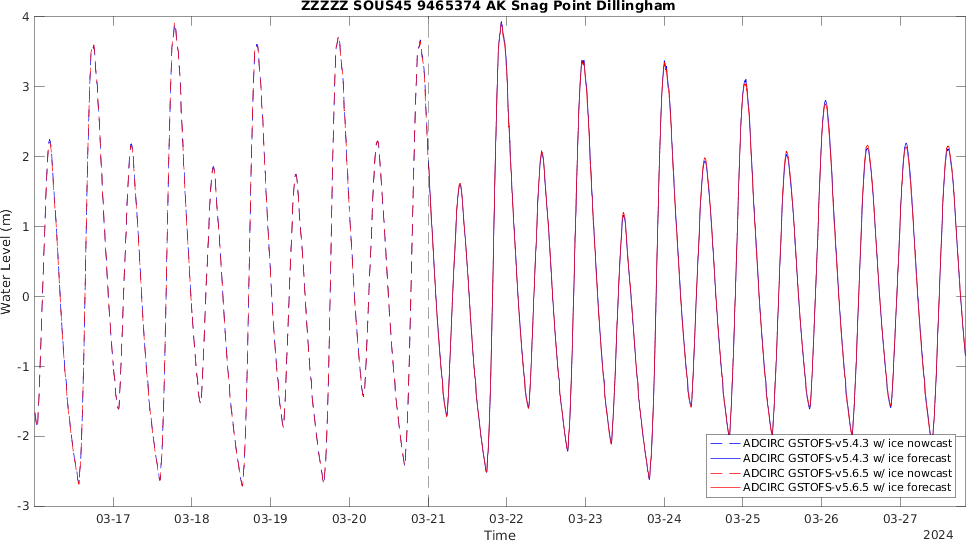 ZZZZZ SOUS45 9465374 AK Snag Point Dillingham
4
3
2
1
0
-1
-2
-3
Water Level (m)
ADCIRC GSTOFS-v5.4.3 w/ ice nowcast
ADCIRC GSTOFS-v5.4.3 w/ ice forecast
ADCIRC GSTOFS-v5.6.5 w/ ice nowcast
ADCIRC GSTOFS-v5.6.5 w/ ice forecast
03-17 03-18 03-19 03-20 03-21 03-22 03-23 03-24 03-25 03-26 03-27
Time
2024